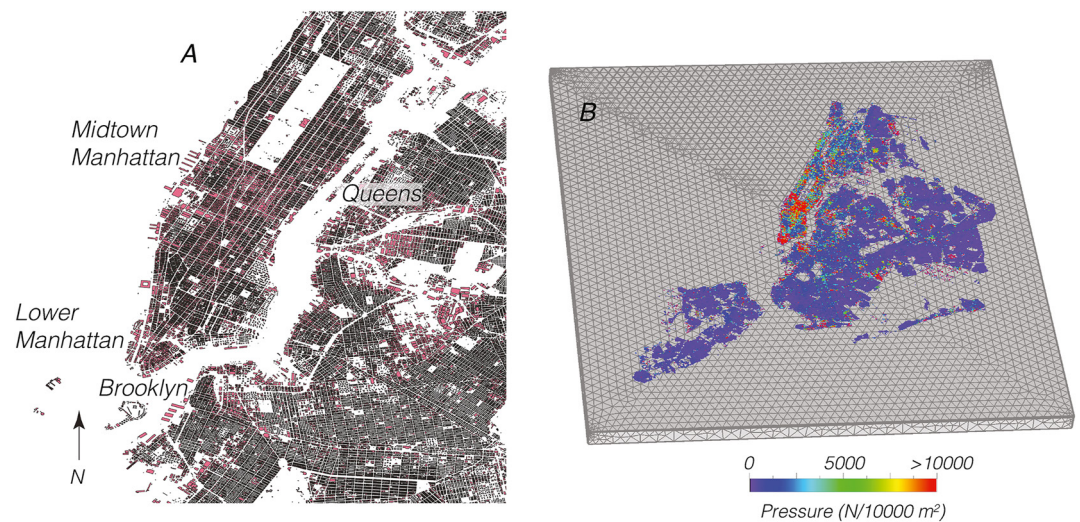 A
Midtown
Manhattan
Queens
Lower
Manhattan
Brooklyn
N
B
0 5000 >10000
Pressure (N/10000 m²)